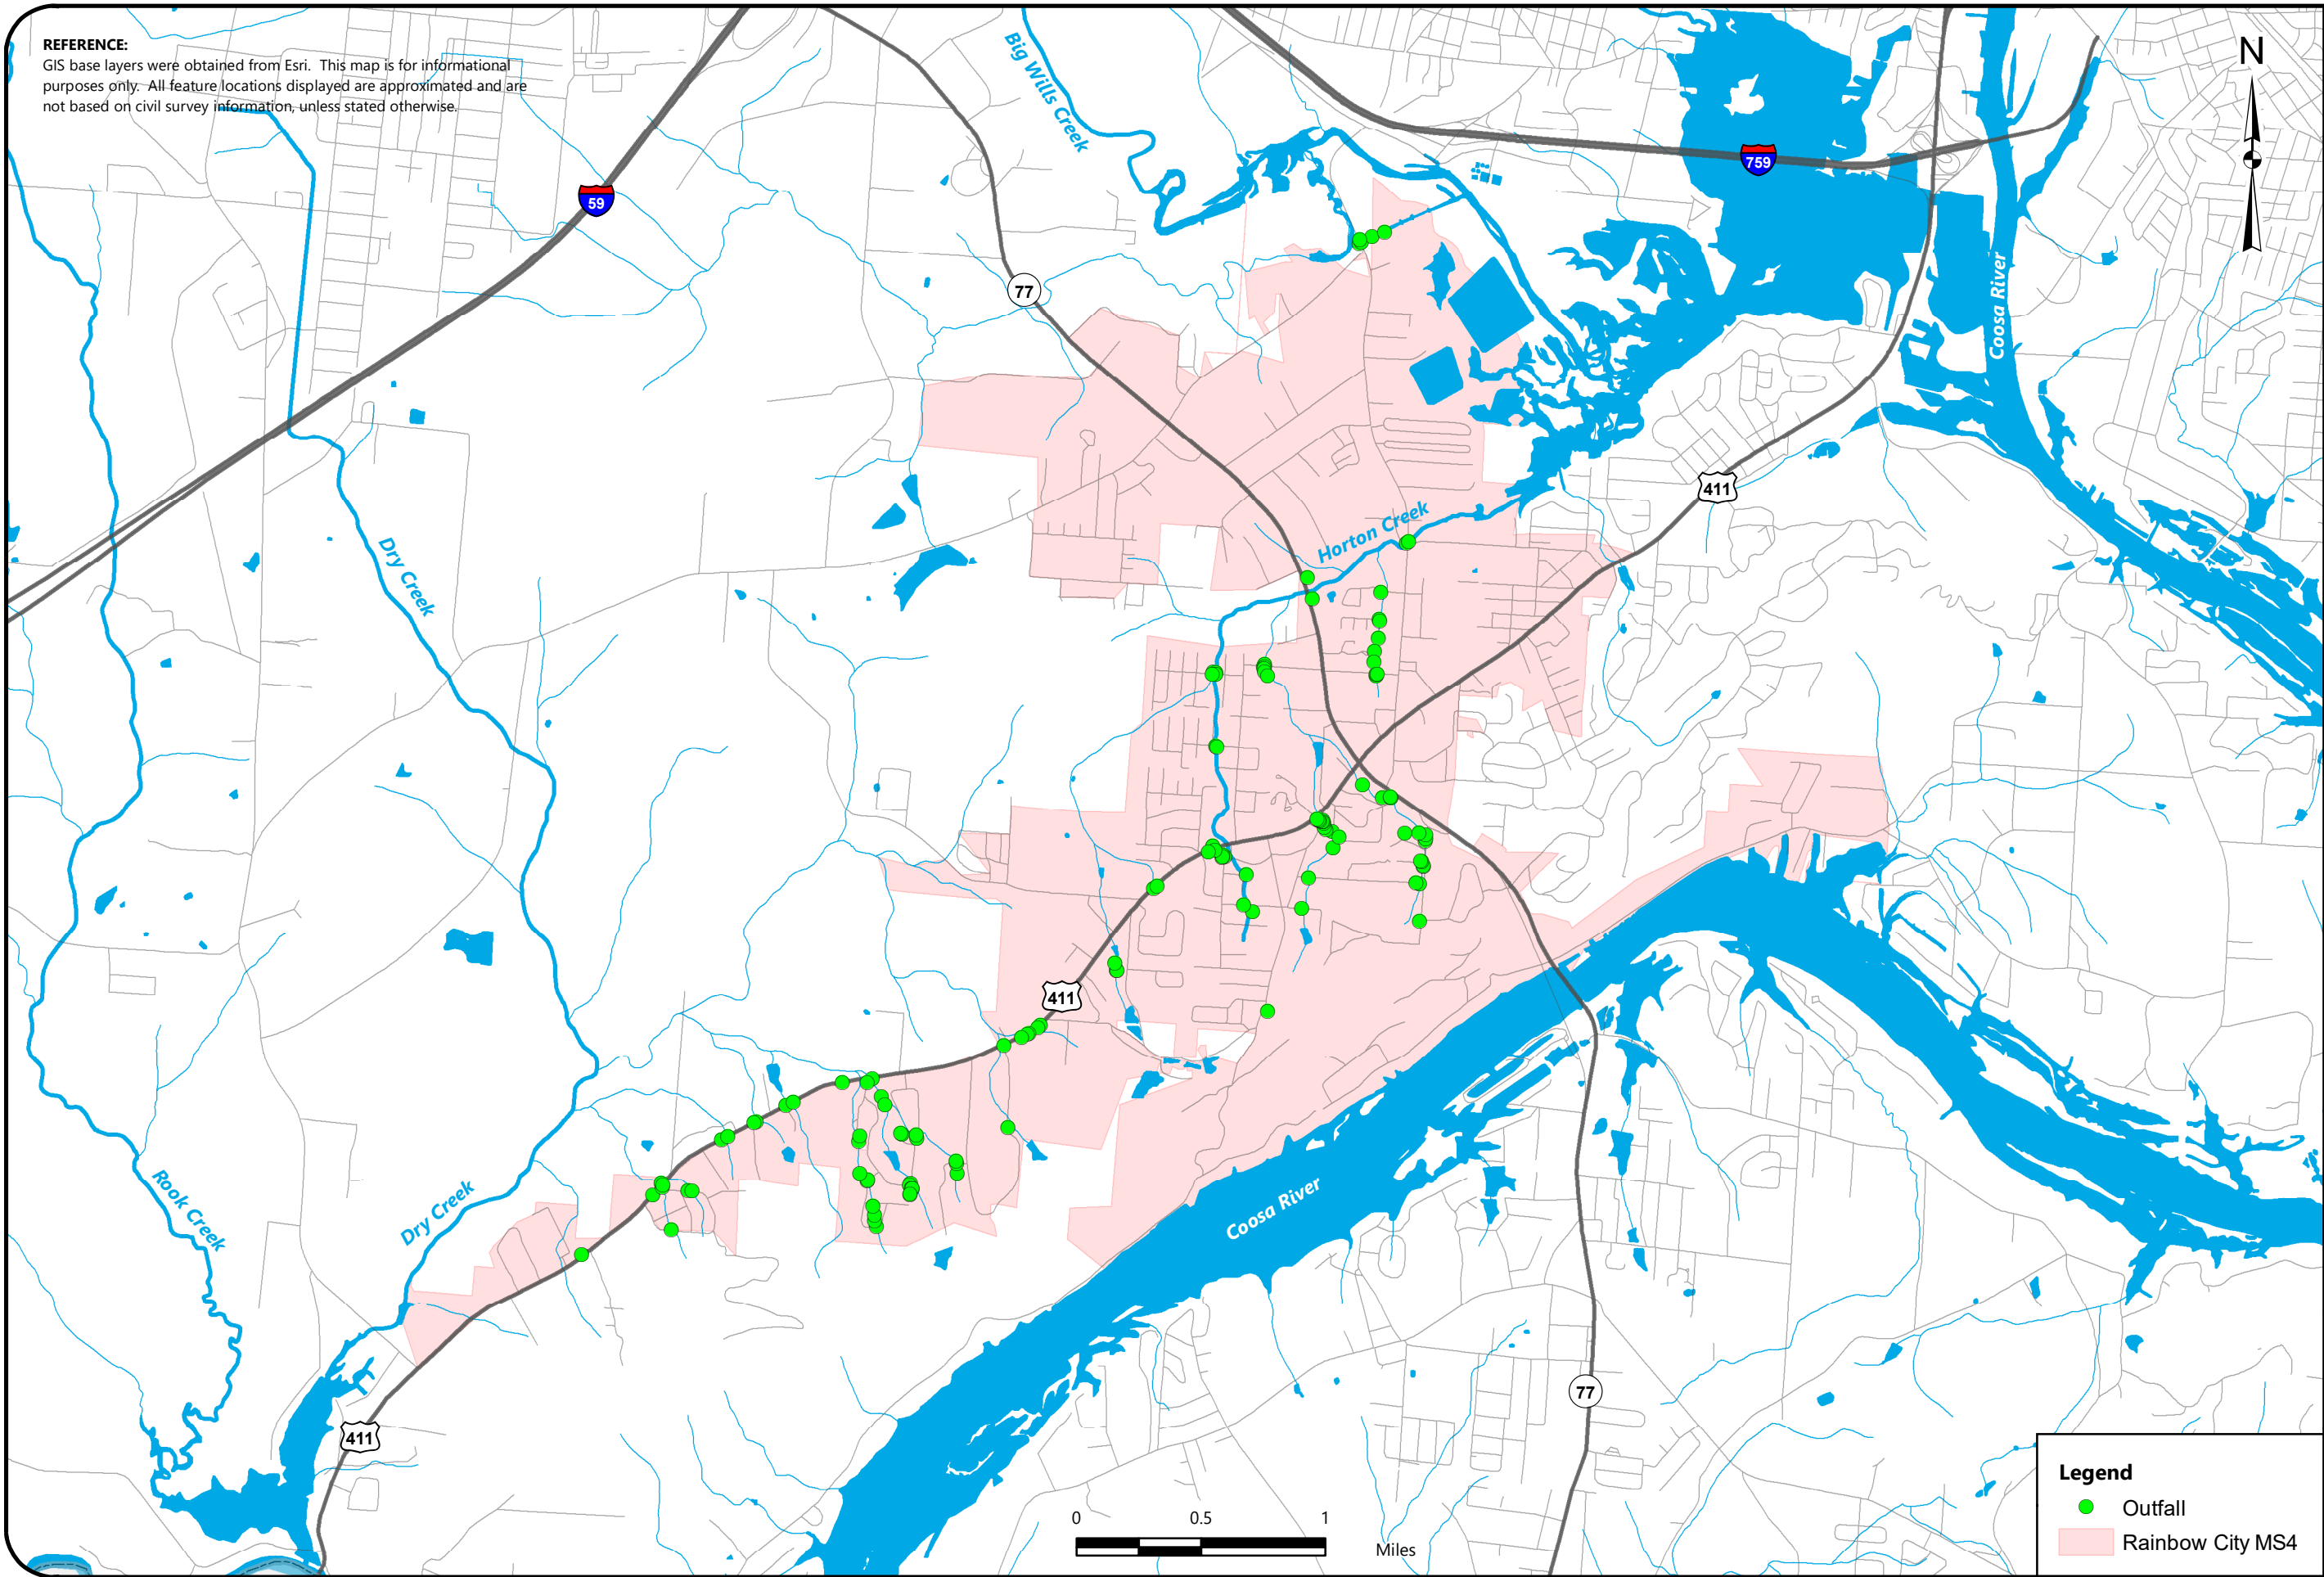 REFERENCE:
GIS base layers were obtained from Esri. This map is for informational
purposes only. All feature locations displayed are approximated and are
not based on civil survey information, unless stated otherwise.
N
Big Wills Creek
759
59
Coosa River
77
411
Horton Creek
Dry Creek
411
Rook Creek
Dry Creek
Coosa River
77
411
0 0.5 1
Miles
Legend
Outfall
Rainbow City MS4